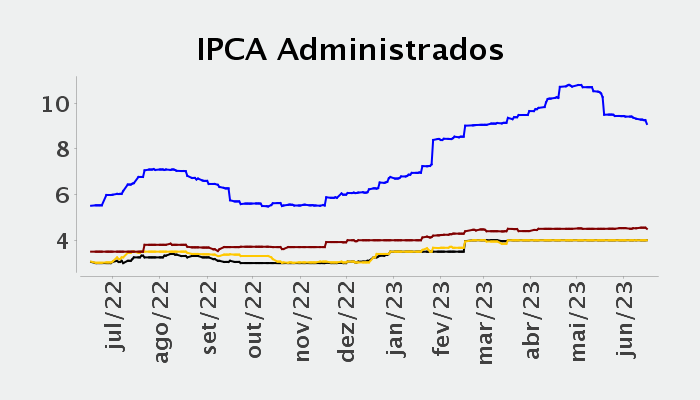 IPCA Administrados
10
8
6
4
jul/22
ago/22
set/22
out/22
nov/22
dez/22
jan/23
fev/23
mar/23
abr/23
mai/23
jun/23